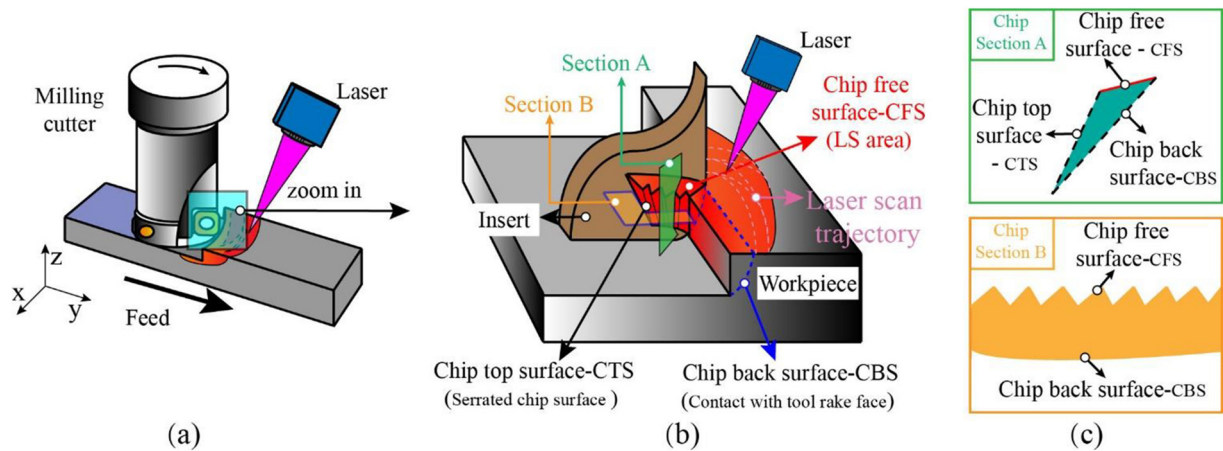 Milling
cutter
Laser
zoom in
z
x
y
Feed
(a)
Laser
Section A
Section B
Chip free
surface-CFS
(LS area)
Insert
Laser scan
trajectory
Workpiece
Chip top surface-CTS
(Serrated chip surface )
Chip back surface-CBS
(Contact with tool rake face)
(b)
Chip
Section A
Chip free
surface - CFS
Chip top
surface
- CTS
Chip back
surface-CBS
Chip
Section B
Chip free
surface-CFS
Chip back surface-CBS
(c)